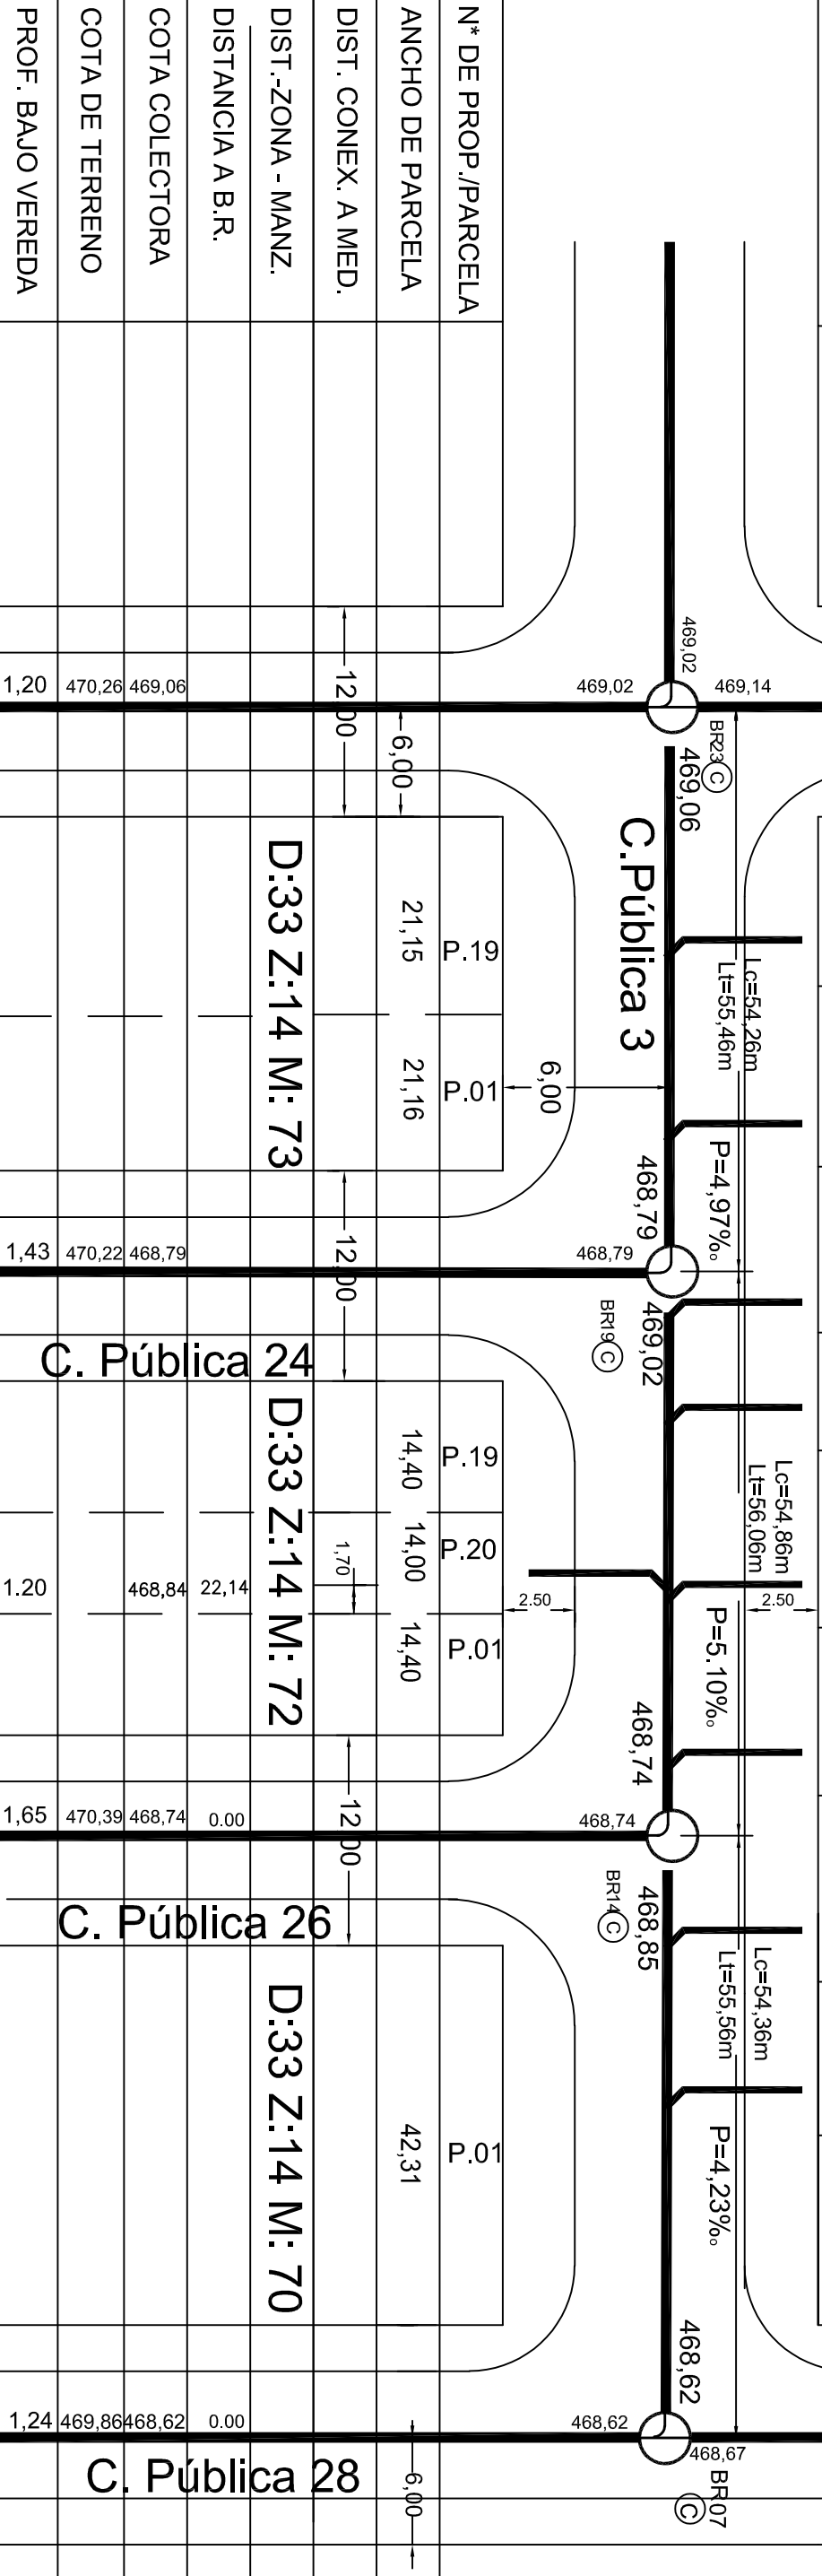 N* DE PROP./PARCELA
ANCHO DE PARCELA
DIST. CONEX. A MED.
DIST.-ZONA - MANZ.
DISTANCIA A B.R.
COTA COLECTORA
COTA DE TERRENO
PROF. BAJO VEREDA
469,02
1,20 470,26 469,06
12,00
469,02
469,14
BR23 C
469,06
6,00
C.Pública 3
D:33 Z:14 M: 73
21,15
P.19
Lc=54,26m
Lt=55,46m
21,16
P.01
6,00
P=4,97‰
468,79
1,43 470,22 468,79
12,00
468,79
BR19 C
469,02
C. Pública 24
D:33 Z:14 M: 72
14,40
P.19
Lc=54,86m
Lt=56,06m
14,00
P.20
1,70
1.20 468,84 22,14
2.50
2.50
14,40
P.01
P=5.10‰
468,74
1,65 470,39 468,74 0.00
12,00
468,74
BR14 C
468,85
C. Pública 26
Lc=54,36m
Lt=55,56m
D:33 Z:14 M: 70
42,31
P.01
P=4,23‰
468,62
1,24 469,86 468,62 0.00
468,62
468,67
BR07
C
C. Pública 28
6,00